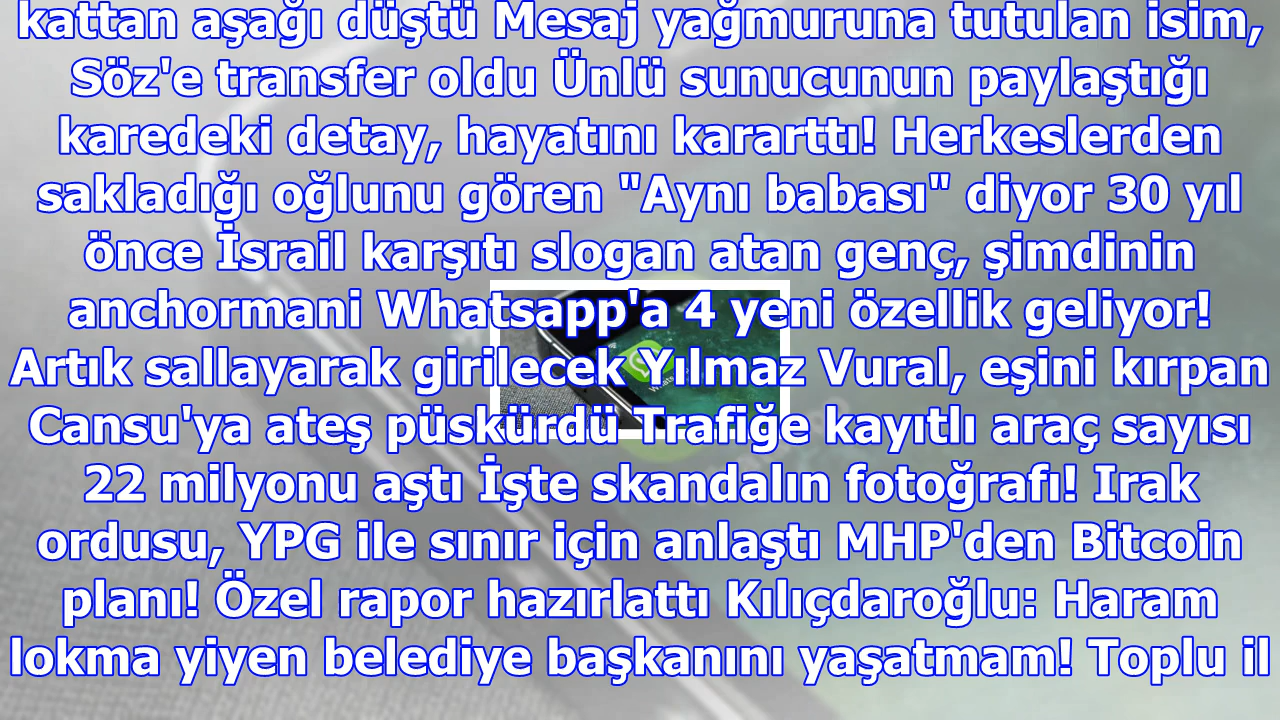 kattan aşağı düştü Mesaj yağmuruna tutulan isim,
Söz'e transfer oldu Ünlü sunucunun paylaştığı
karedeki detay, hayatını kararttı! Herkeslerden
sakladığı oğlunu gören "Aynı babası" diyor 30 yıl
önce İsrail karşıtı slogan atan genç, şimdinin
anchormani Whatsapp'a 4 yeni özellik geliyor!
Artık sallayarak girilecek Yılmaz Vural, eşini kırpan
Cansu'ya ateş püskürdü Trafiğe kayıtlı araç sayısı
22 milyonu aştı İşte skandalın fotoğrafı! Irak
ordusu, YPG ile sınır için anlaştı MHP'den Bitcoin
planı! Özel rapor hazırlattı Kılıçdaroğlu: Haram
lokma yiyen belediye başkanını yaşatmam! Toplu il